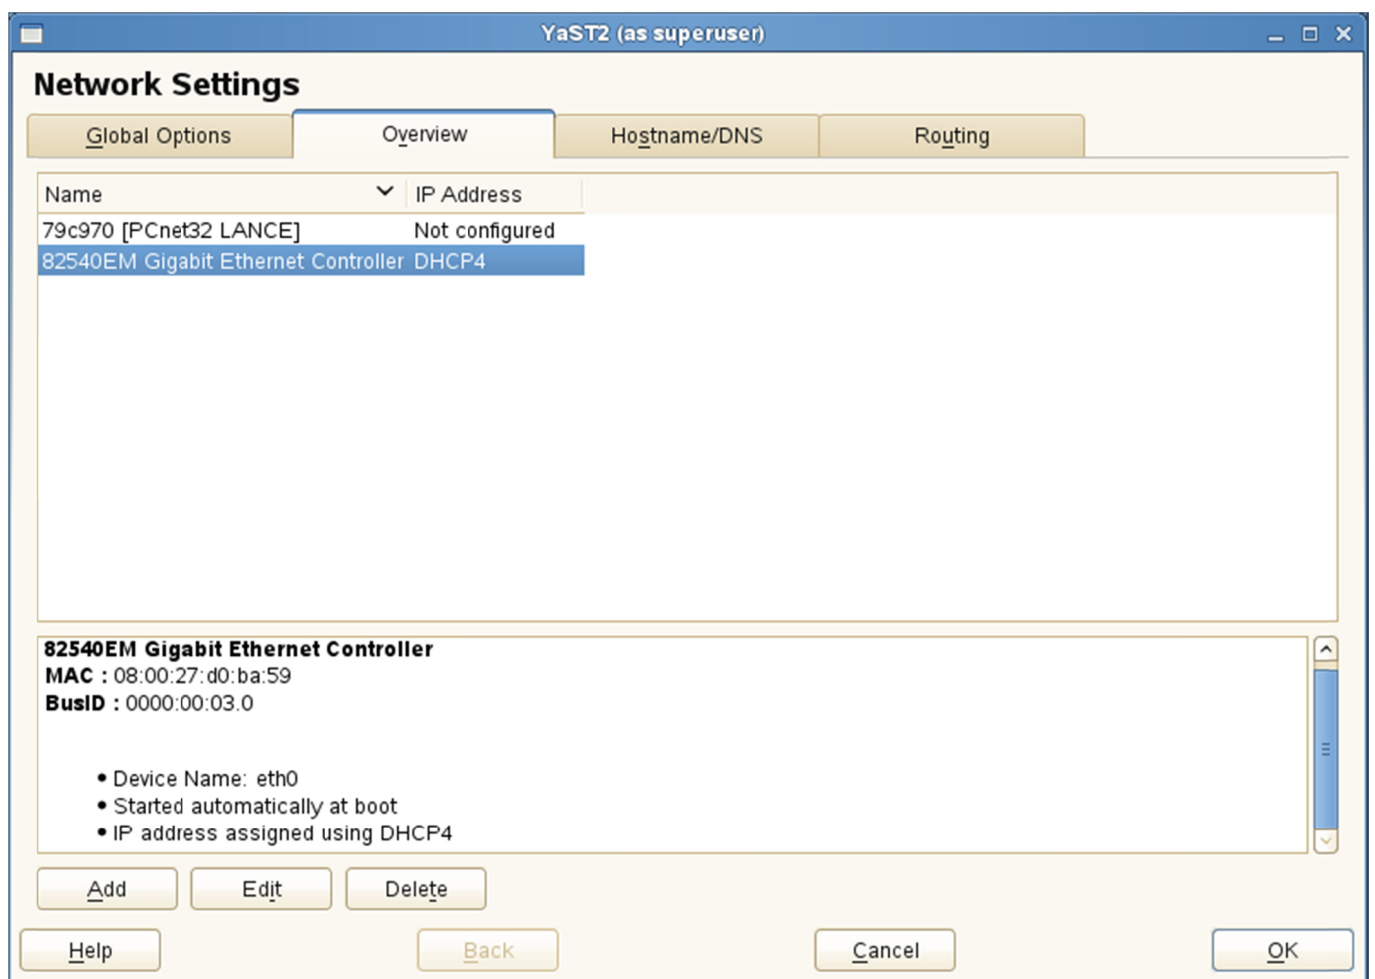 YaST2 (as superuser)
Network Settings
Global Options Overview Hostname/DNS Routing
Name IP Address
79c970 [PCnet32 LANCE] Not configured
82540EM Gigabit Ethernet Controller DHCP4
82540EM Gigabit Ethernet Controller
MAC : 08:00:27:d0:ba:59
BusID : 0000:00:03.0
• Device Name: eth0
• Started automatically at boot
• IP address assigned using DHCP4
Add Edit Delete
Help Back Cancel OK